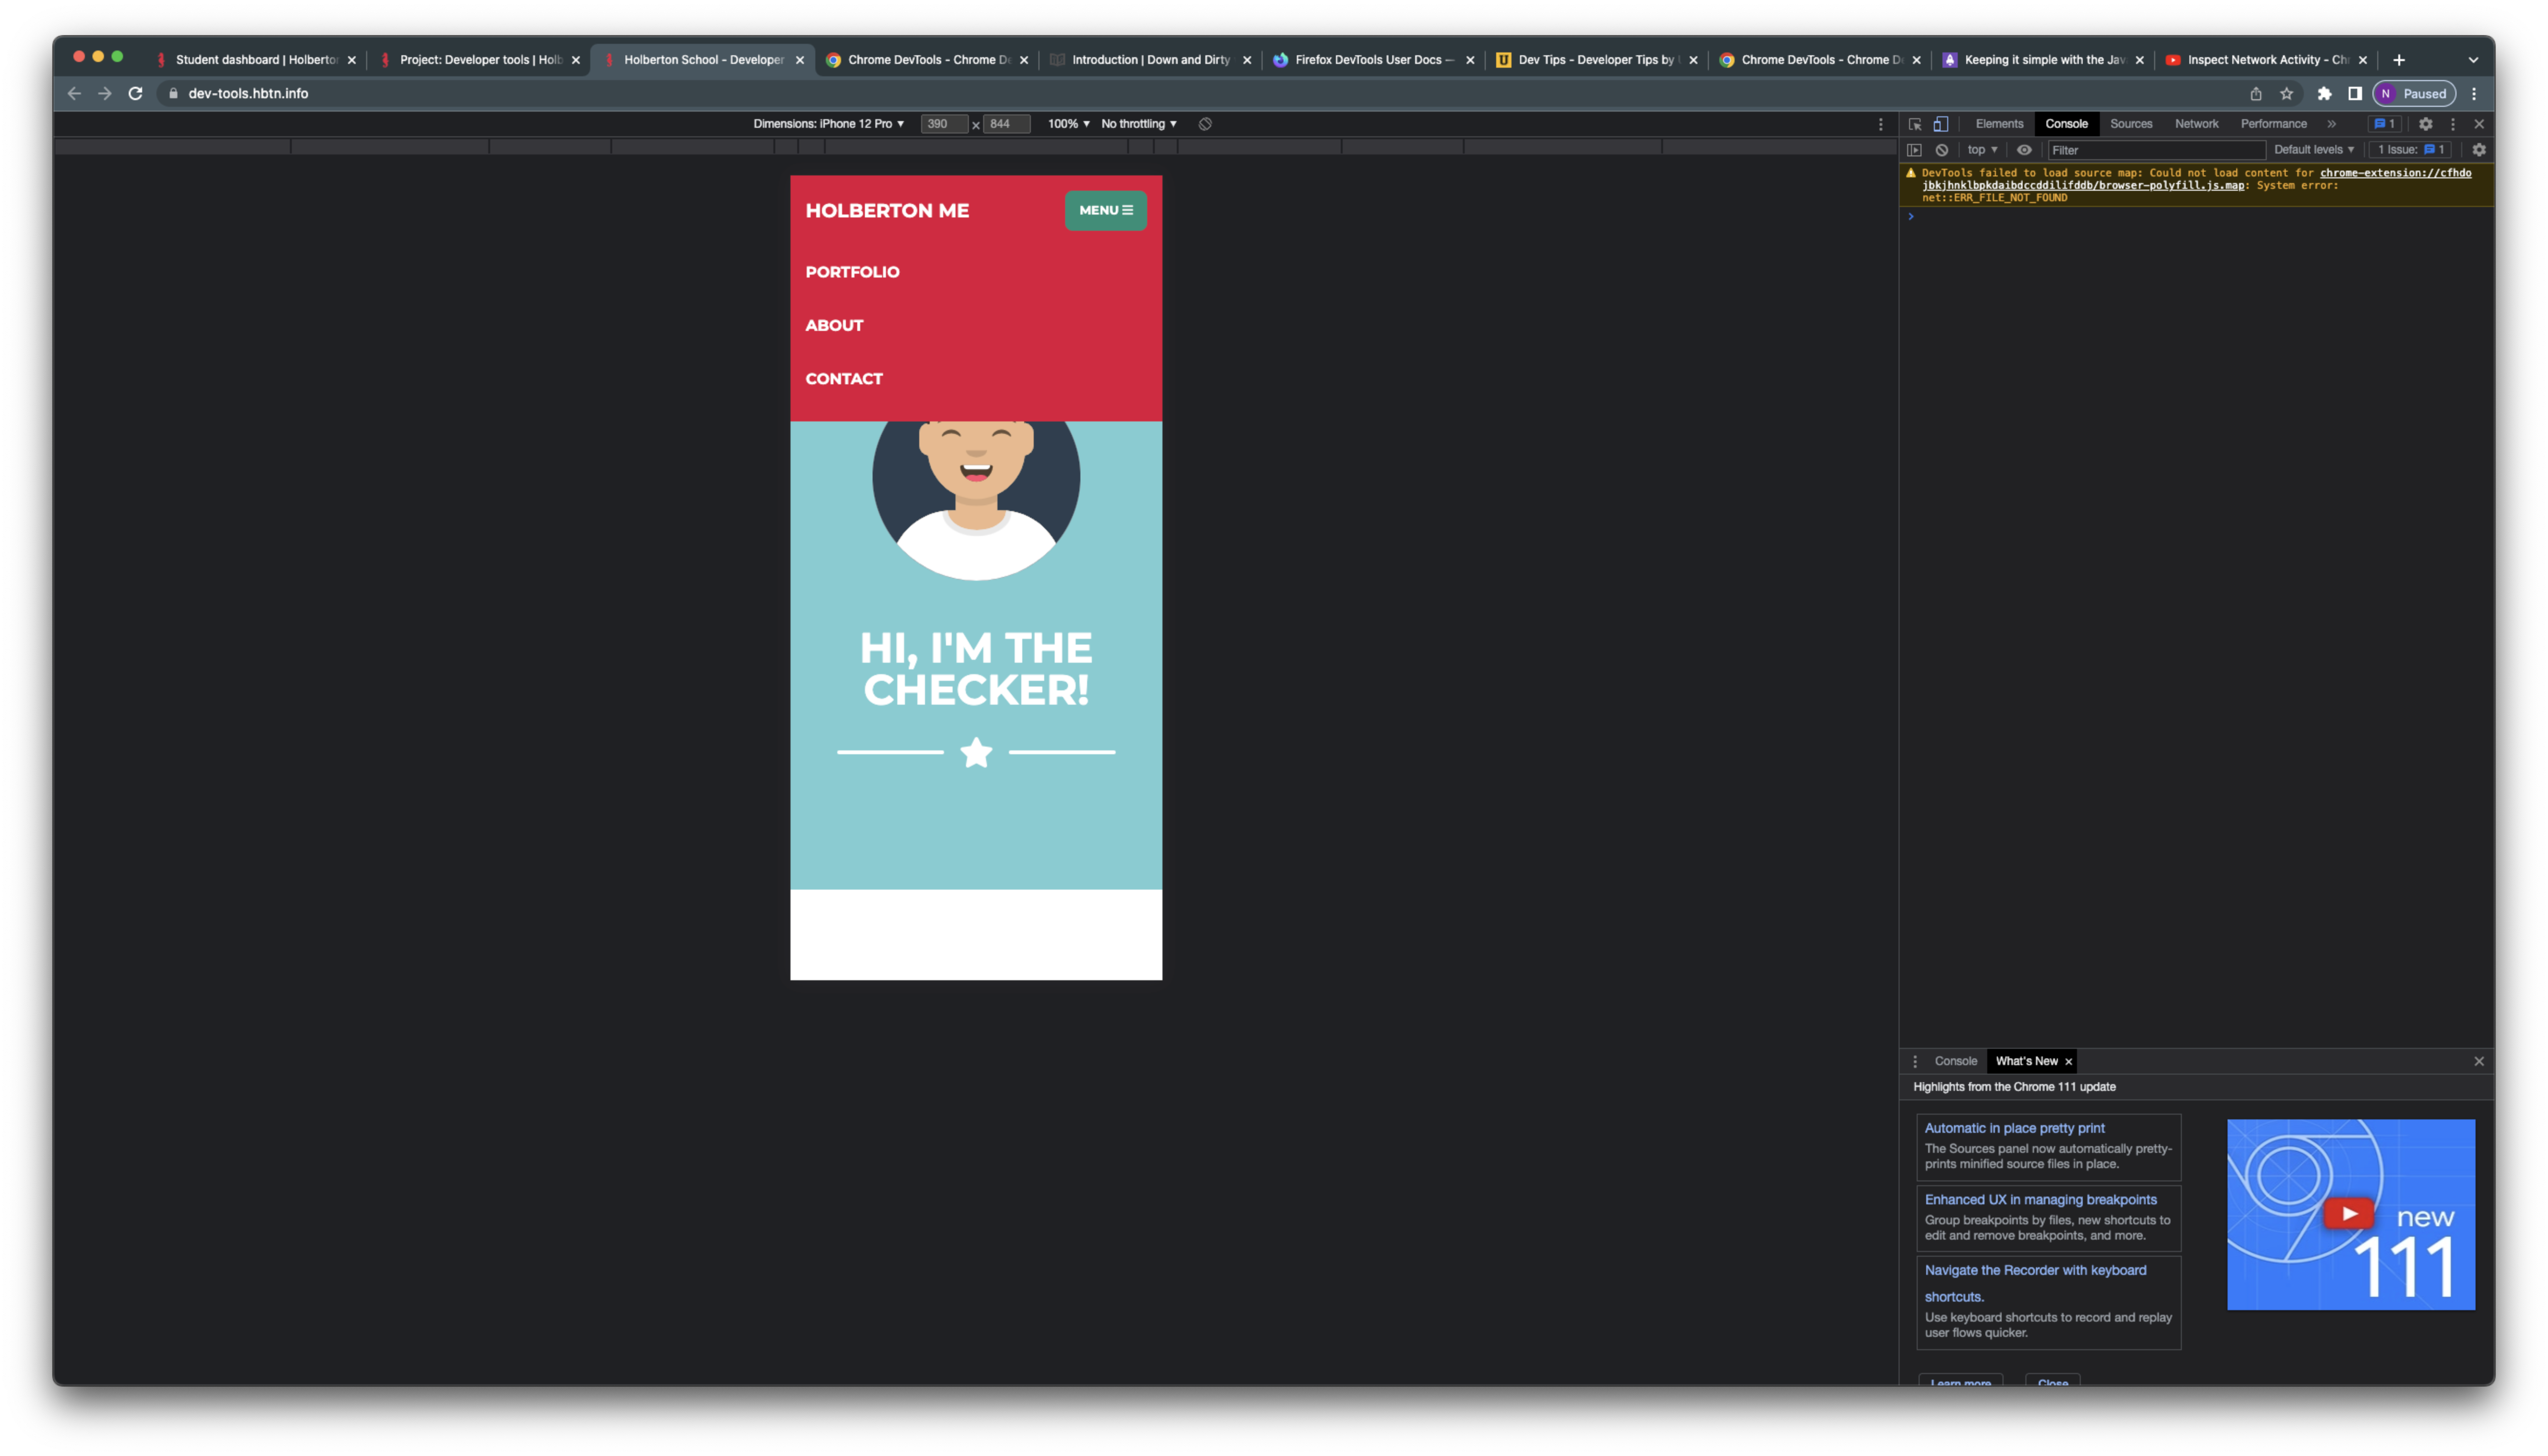 Student dashboard | Holberton
Project: Developer tools | Holb
Holberton School - Developer
Chrome DevTools - Chrome De
Introduction | Down and Dirty
Firefox DevTools User Docs —
Dev Tips - Developer Tips by
Chrome DevTools - Chrome De
Keeping it simple with the Jav
Inspect Network Activity - Chr
dev-tools.hbtn.info
N Paused
Dimensions: iPhone 12 Pro 390 × 844 100% No throttling
Elements Console Sources Network Performance » 1
top Filter Default levels 1 Issue: 1
DevTools failed to load source map: Could not load content for chrome-extension://cfhdo
jbkjhnklbpkdaibdccddilifddb/browser-polyfill.js.map: System error:
net::ERR_FILE_NOT_FOUND
HOLBERTON ME
MENU
PORTFOLIO
ABOUT
CONTACT
HI, I'M THE
CHECKER!
Console What's New
Highlights from the Chrome 111 update
Automatic in place pretty print
The Sources panel now automatically pretty-
prints minified source files in place.
Enhanced UX in managing breakpoints
Group breakpoints by files, new shortcuts to
edit and remove breakpoints, and more.
Navigate the Recorder with keyboard
shortcuts.
Use keyboard shortcuts to record and replay
user flows quicker.
new
111
Learn more Close